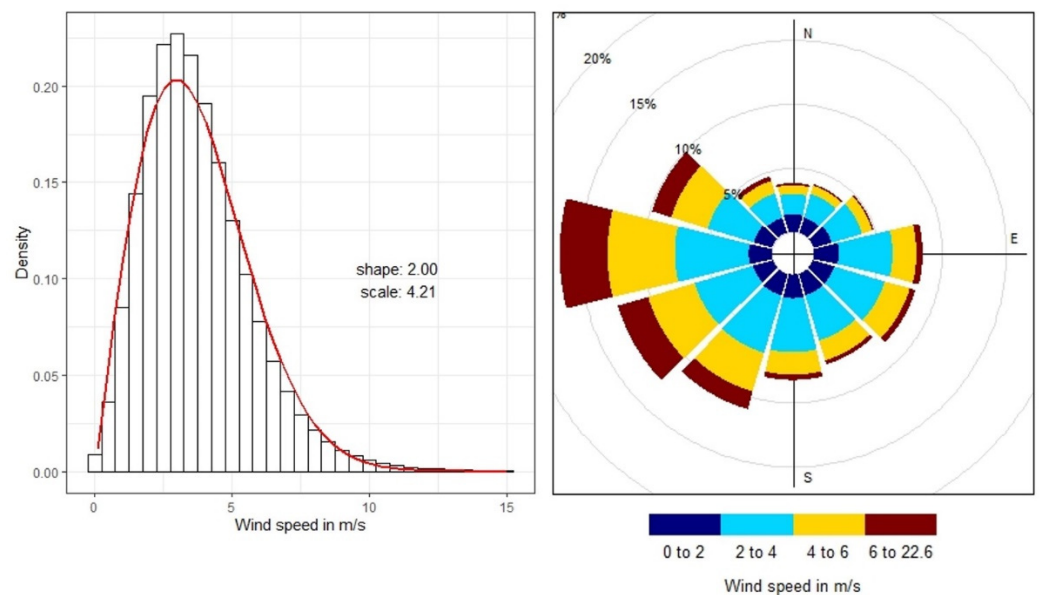 0.20
0.15
0.10
0.05
0.00
Density
shape: 2.00
scale: 4.21
0
5
10
15
Wind speed in m/s
%
20%
15%
10%
5%
N
E
S
0 to 2
2 to 4
4 to 6
6 to 22.6
Wind speed in m/s